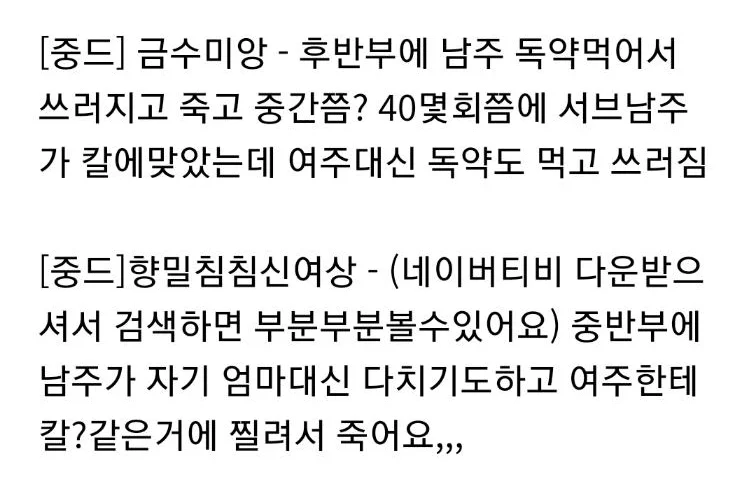 [중드] 금수미앙 - 후반부에 남주 독약먹어서
쓰러지고 죽고 중간쯤? 40몇회쯤에 서브남주
가 칼에맞았는데 여주대신 독약도 먹고 쓰러짐
[중드]향밀침침신여상 - (네이버티비 다운받으
셔서 검색하면 부분부분볼수있어요) 중반부에
남주가 자기 엄마대신 다치기도하고 여주한테
칼?같은거에 찔려서 죽어요,,,